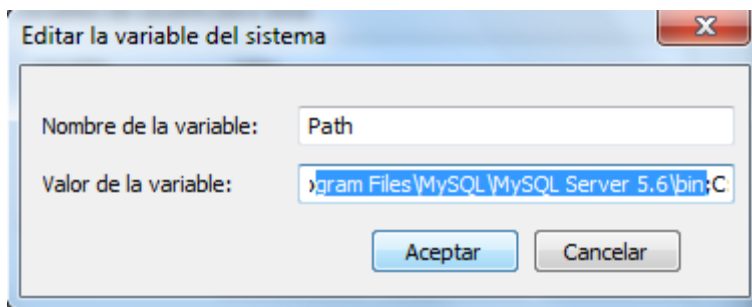 Editar la variable del sistema
Nombre de la variable: Path
Valor de la variable: gram Files\MySQL\MySQL Server 5.6\bin;C:
Aceptar Cancelar